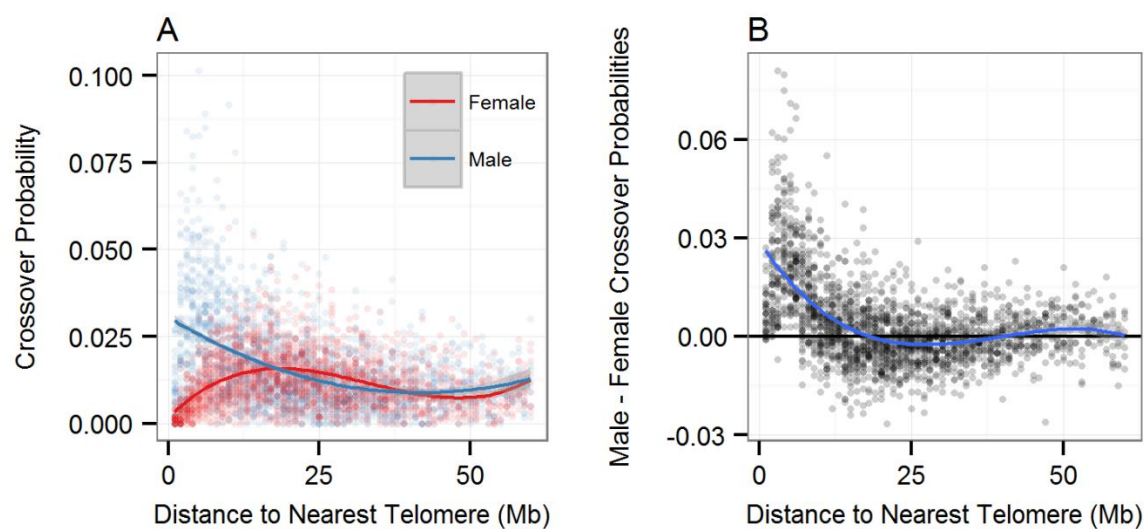 A
Crossover Probability
0.100
0.075
0.050
0.025
0.000
Female
Male
0
25
50
Distance to Nearest Telomere (Mb)
B
Male - Female Crossover Probabilities
0.06
0.03
0.00
-0.03
0
25
50
Distance to Nearest Telomere (Mb)